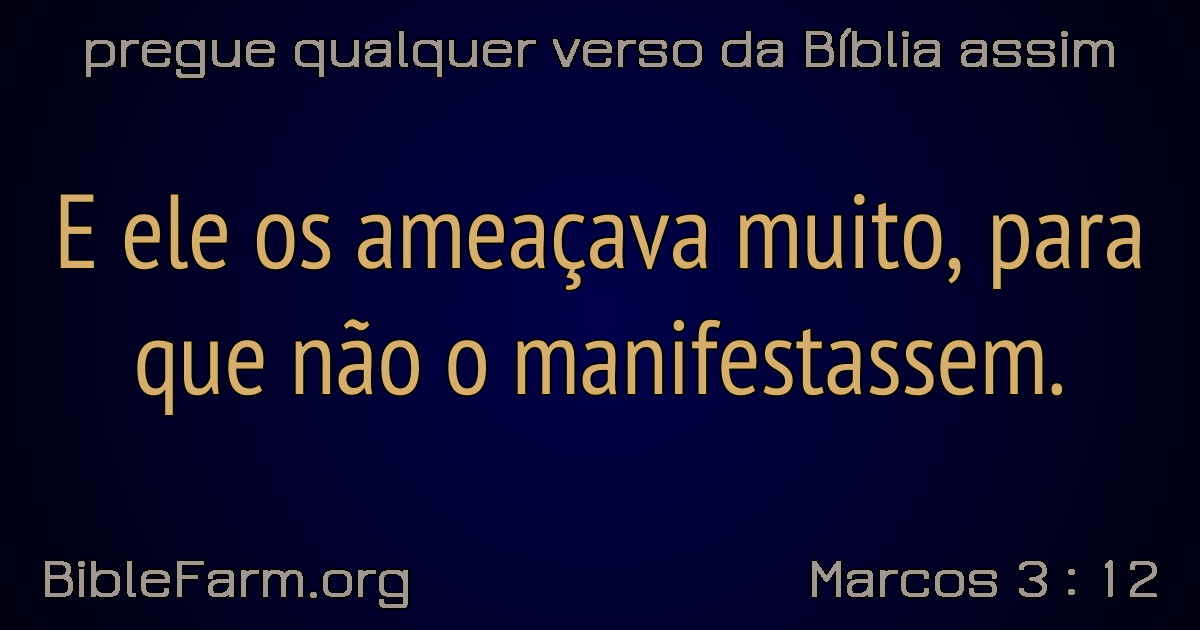 pregue qualquer verso da Bíblia assim
E ele os ameaçava muito, para
que não o manifestassem.
BibleFarm.org
Marcos 3 : 12